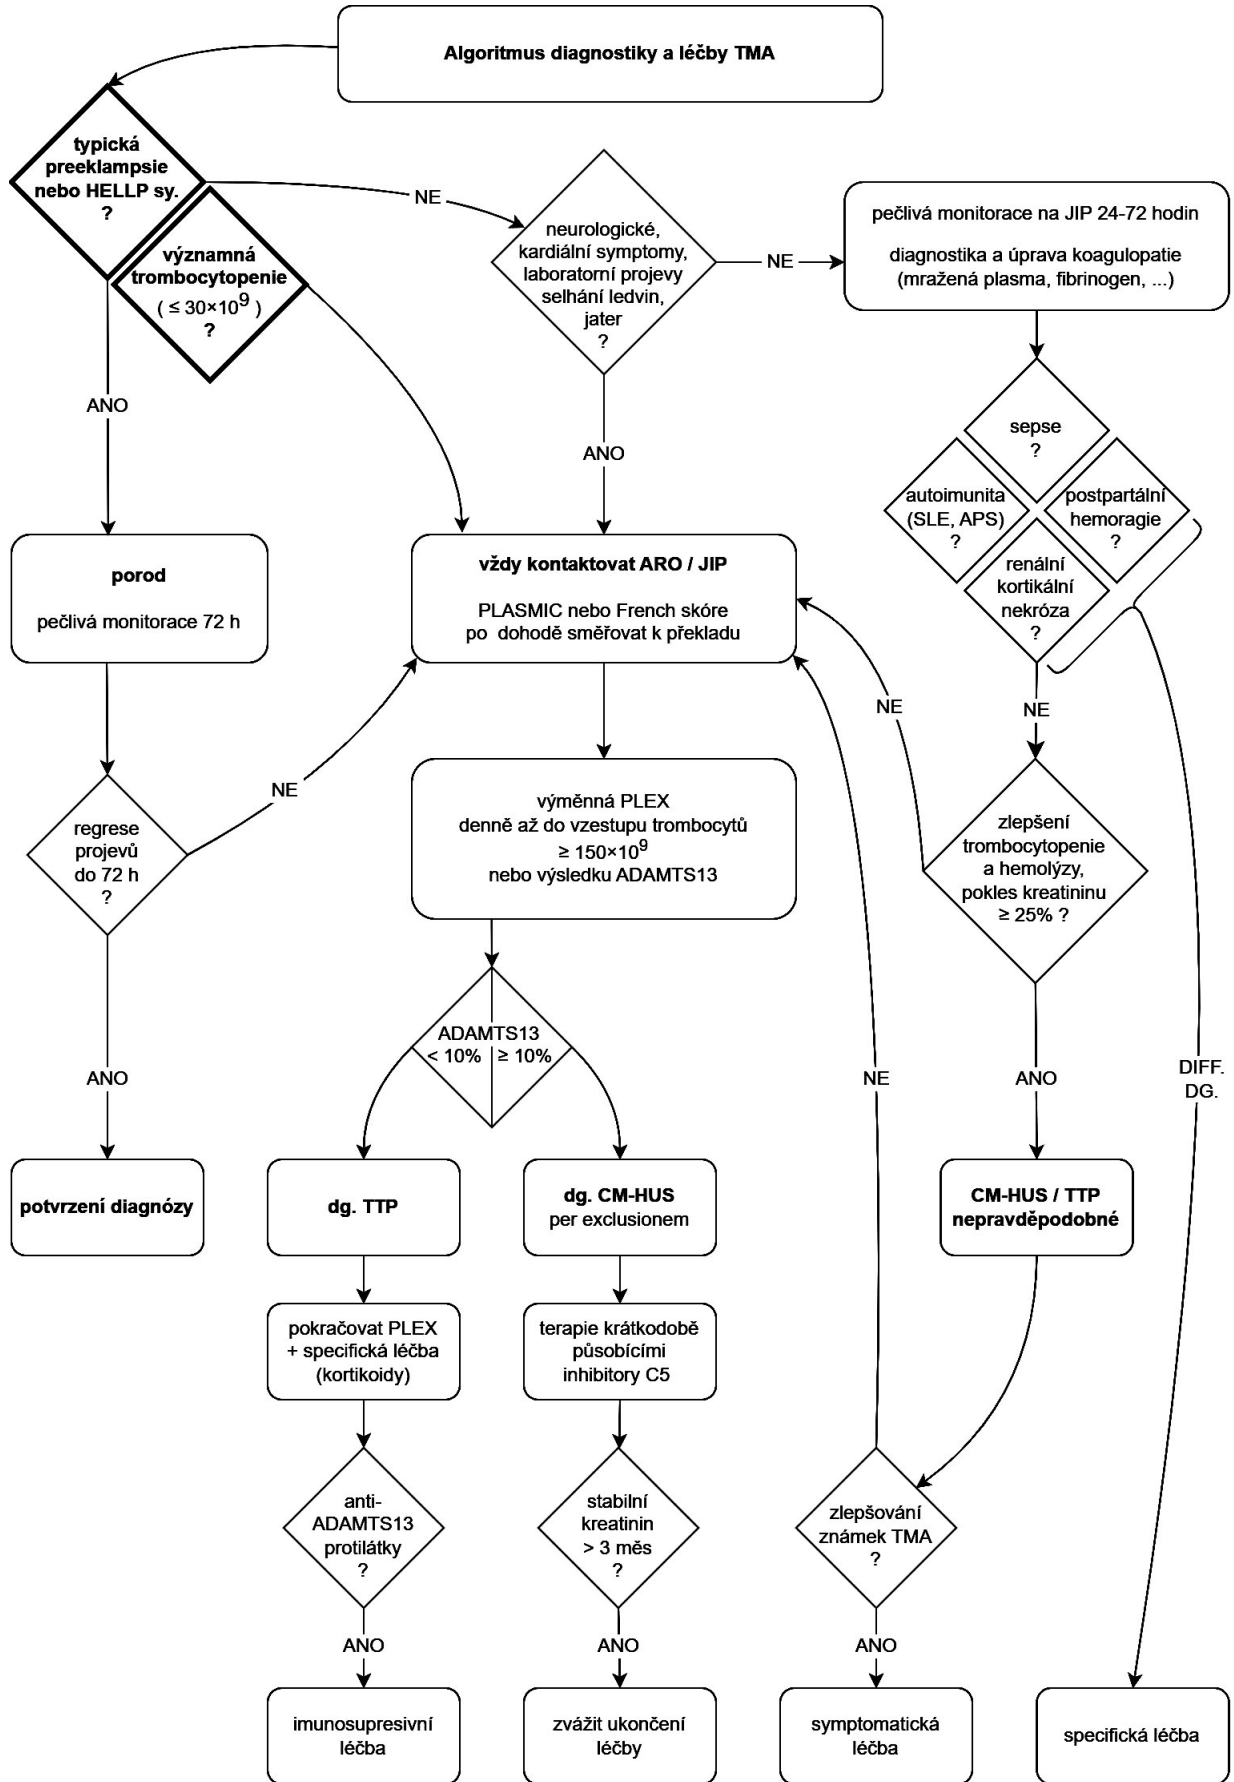 Algoritmus diagnostiky a léčby TMA
typická
preeklampsie
nebo HELLP sy.
?
významná
trombocytopenie
( ≤ 30×10⁹ )
?
NE
neurologické,
kardiální symptomy,
laboratorní projevy
selhání ledvin,
jater
?
NE
pečlivá monitorace na JIP 24-72 hodin
diagnostika a úprava koagulopatie
(mražená plasma, fibrinogen, ...)
ANO
ANO
sepse
?
autoimunita
(SLE, APS)
?
postpartální
hemoragie
?
renální
kortikální
nekróza
?
porod
pečlivá monitorace 72 h
vždy kontaktovat ARO / JIP
PLASMIC nebo French skóre
po dohodě směřovat k překladu
NE
NE
NE
regrese
projevů
do 72 h
?
výměnná PLEX
denně až do vzestupu trombocytů
≥ 150×10⁹
nebo výsledku ADAMTS13
zlepšení
trombocytopenie
a hemolýzy,
pokles kreatininu
≥ 25% ?
ADAMTS13
< 10% ≥ 10%
ANO
NE
ANO
DIFF.
DG.
potvrzení diagnózy
dg. TTP
dg. CM-HUS
per exclusionem
CM-HUS / TTP
nepravděpodobné
pokračovat PLEX
+ specifická léčba
(kortikoidy)
terapie krátkodobě
působícími
inhibitory C5
anti-
ADAMTS13
protilátky
?
stabilní
kreatinin
> 3 měs
?
zlepšování
známek TMA
?
ANO
ANO
ANO
imunosupresivní
léčba
zvážit ukončení
léčby
symptomatická
léčba
specifická léčba